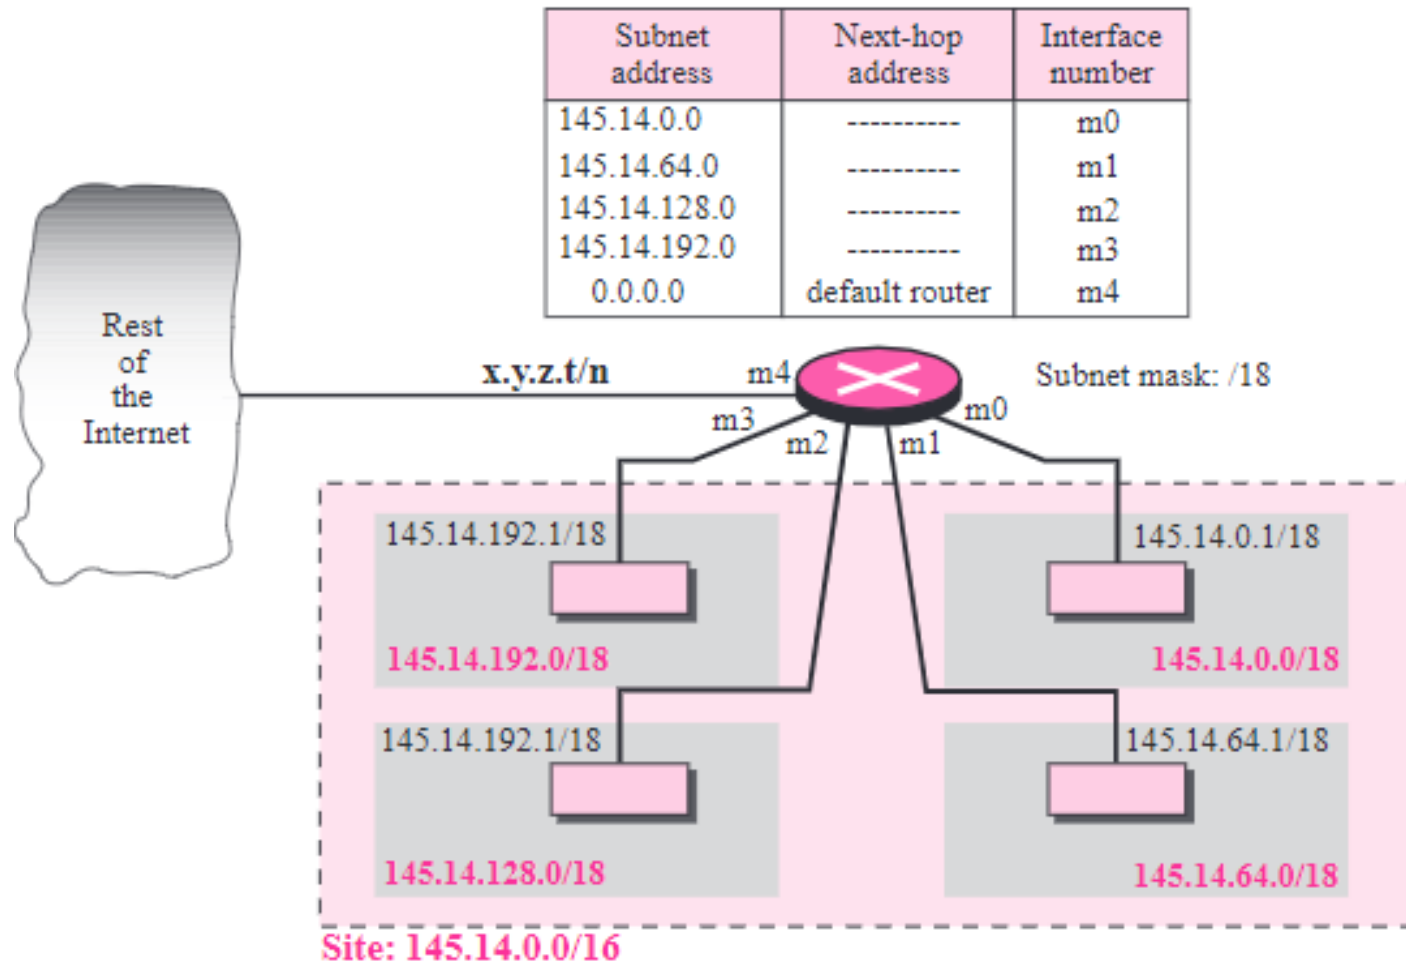 Subnet address
Next-hop address
Interface number
145.14.0.0 ---------- m0
145.14.64.0 ---------- m1
145.14.128.0 ---------- m2
145.14.192.0 ---------- m3
0.0.0.0 default router m4
Rest
of
the
Internet
x.y.z.t/n
m4
Subnet mask: /18
m3
m2
m1
m0
145.14.192.1/18
145.14.192.0/18
145.14.0.1/18
145.14.0.0/18
145.14.192.1/18
145.14.128.0/18
145.14.64.1/18
145.14.64.0/18
Site: 145.14.0.0/16